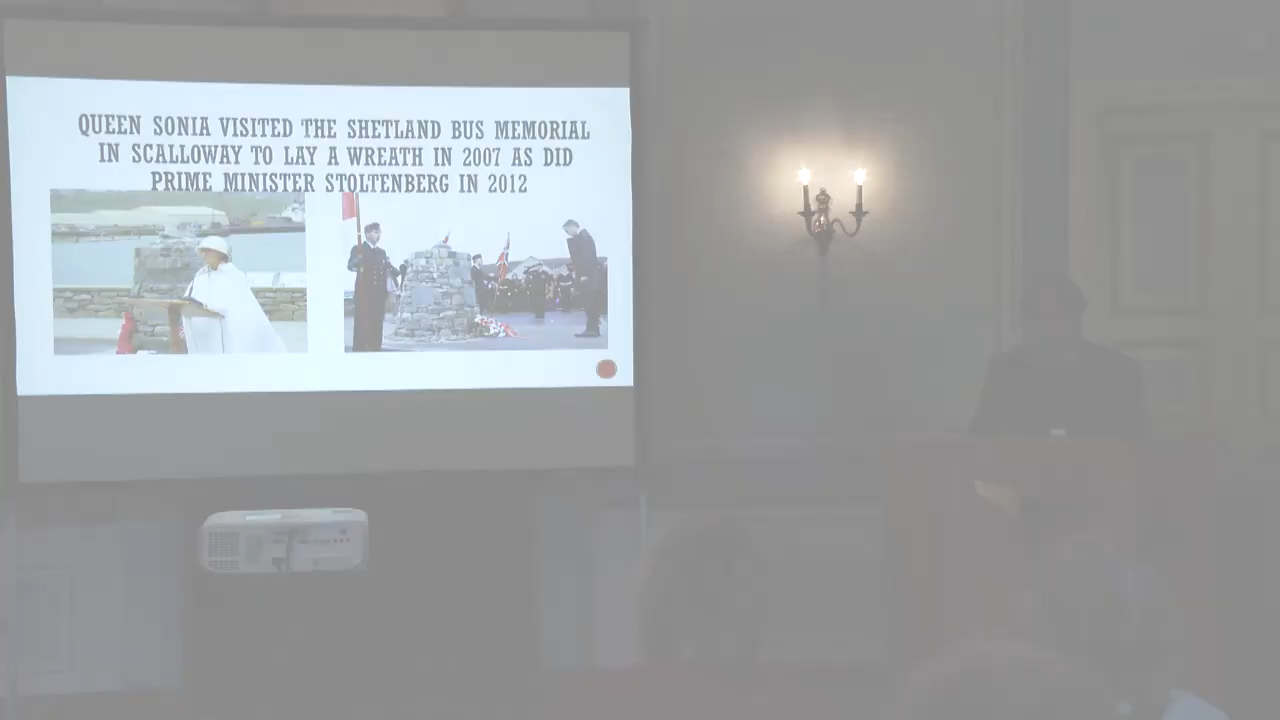 QUEEN SONIA VISITED THE SHETLAND BUS MEMORIAL
IN SCALLOWAY TO LAY A WREATH IN 2007 AS DID
PRIME MINISTER STOLTENBERG IN 2012